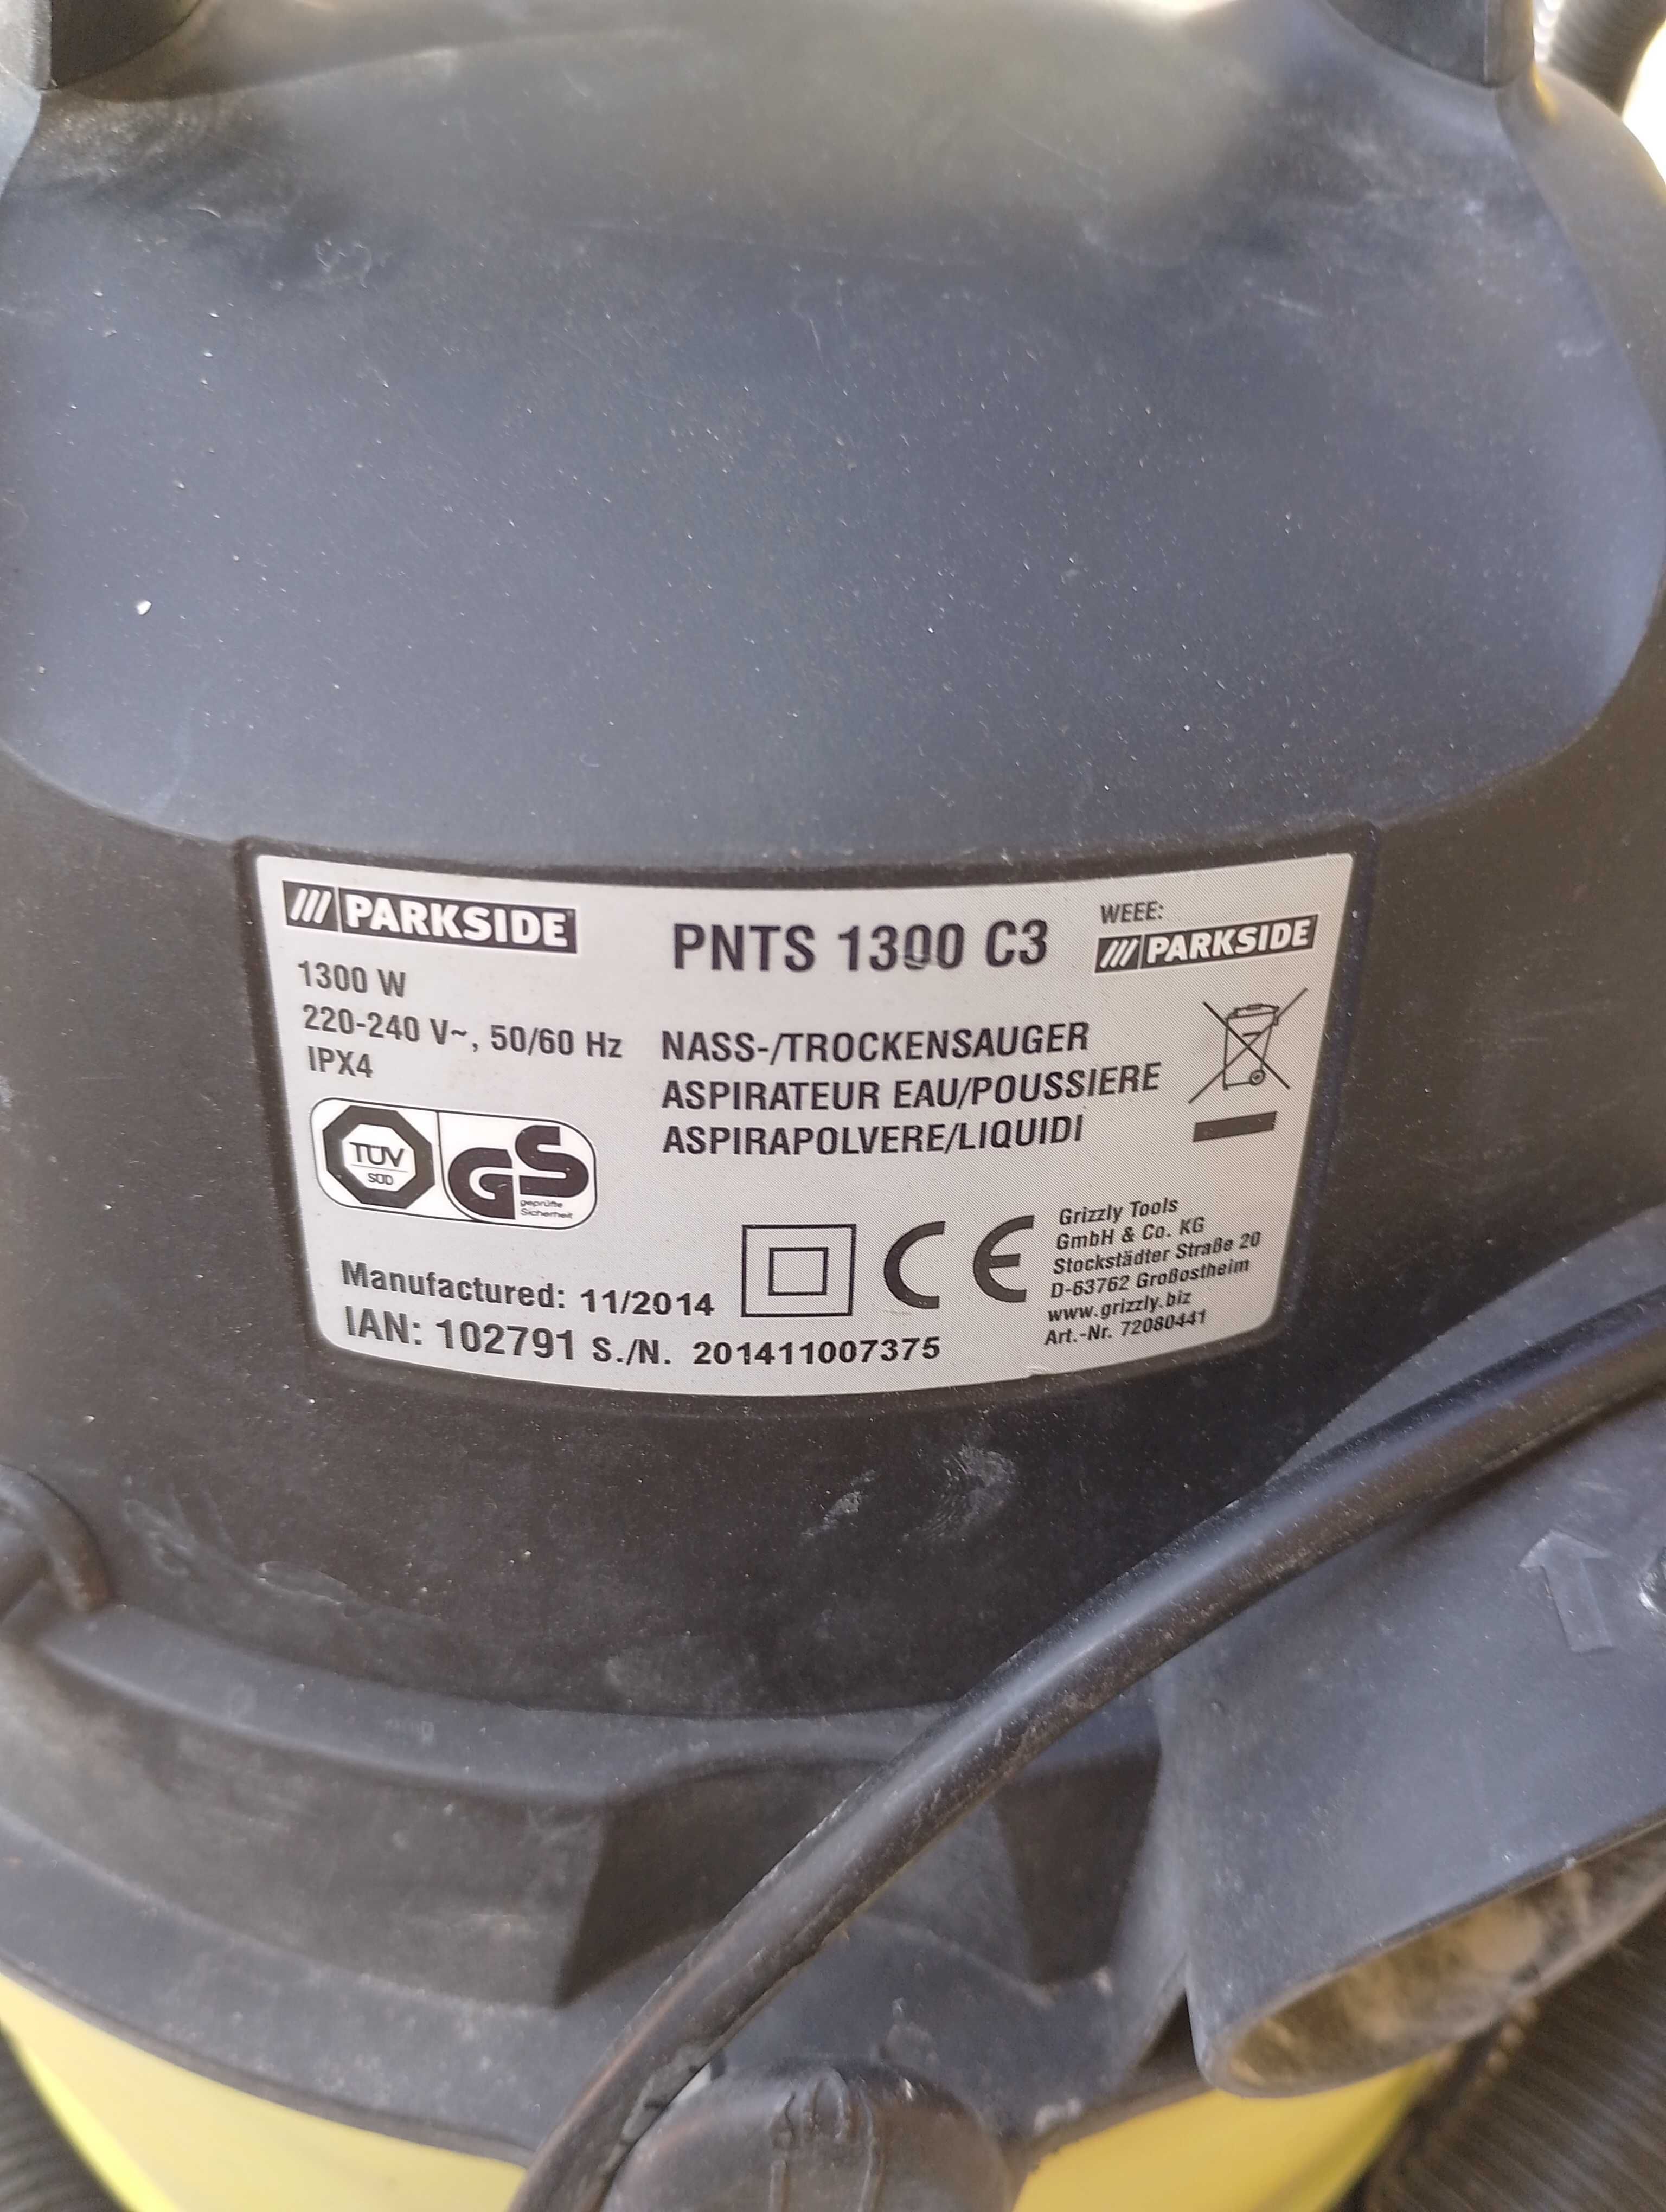 PARKSIDE
PNTS 1300 C3
WEEE:
PARKSIDE
1300 W
220-240 V~, 50/60 Hz
IPX4
NASS-/TROCKENSAUGER
ASPIRATEUR EAU/POUSSIERE
ASPIRAPOLVERE/LIQUIDI
TÜV
SÜD
GS
geprüfte
Sicherheit
Manufactured: 11/2014
IAN: 102791 S./N. 201411007375
CE
Grizzly Tools
GmbH & Co. KG
Stockstädter Straße 20
D-63762 Großostheim
www.grizzly.biz
Art.-Nr. 72080441